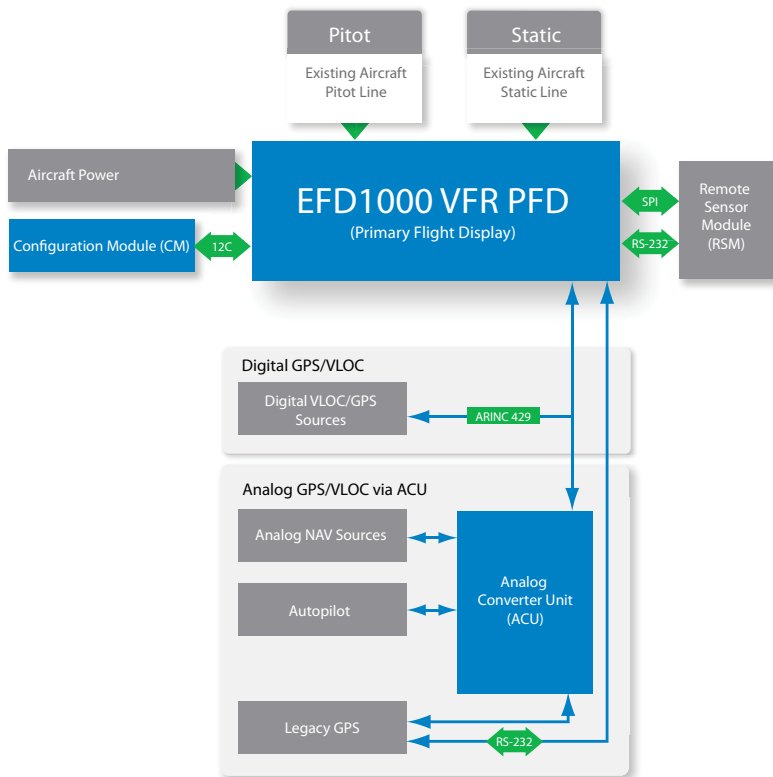 Pitot
Existing Aircraft
Pitot Line
Static
Existing Aircraft
Static Line
Aircraft Power
Configuration Module (CM)
12C
EFD1000 VFR PFD
(Primary Flight Display)
SPI
RS-232
Remote
Sensor
Module
(RSM)
Digital GPS/VLOC
Digital VLOC/GPS
Sources
ARINC 429
Analog GPS/VLOC via ACU
Analog NAV Sources
Autopilot
Analog
Converter Unit
(ACU)
Legacy GPS
RS-232